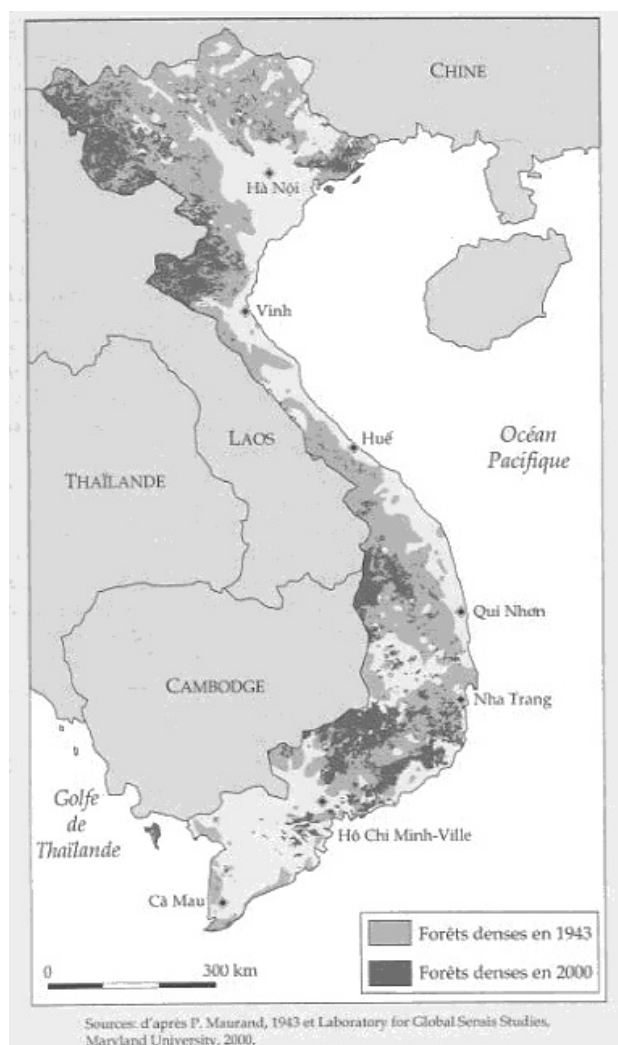 CHINE
Hà Nội
Vinh
LAOS
Huế
Océan
Pacifique
THAÏLANDE
Qui Nhơn
CAMBODGE
Nha Trang
Golfe
de
Thaïlande
Hô Chi Minh-Ville
Cà Mau
Forêts denses en 1943
Forêts denses en 2000
0 300 km
Sources: d'après P. Maurand, 1943 et Laboratory for Global Sensis Studies,
Maryland University, 2000.